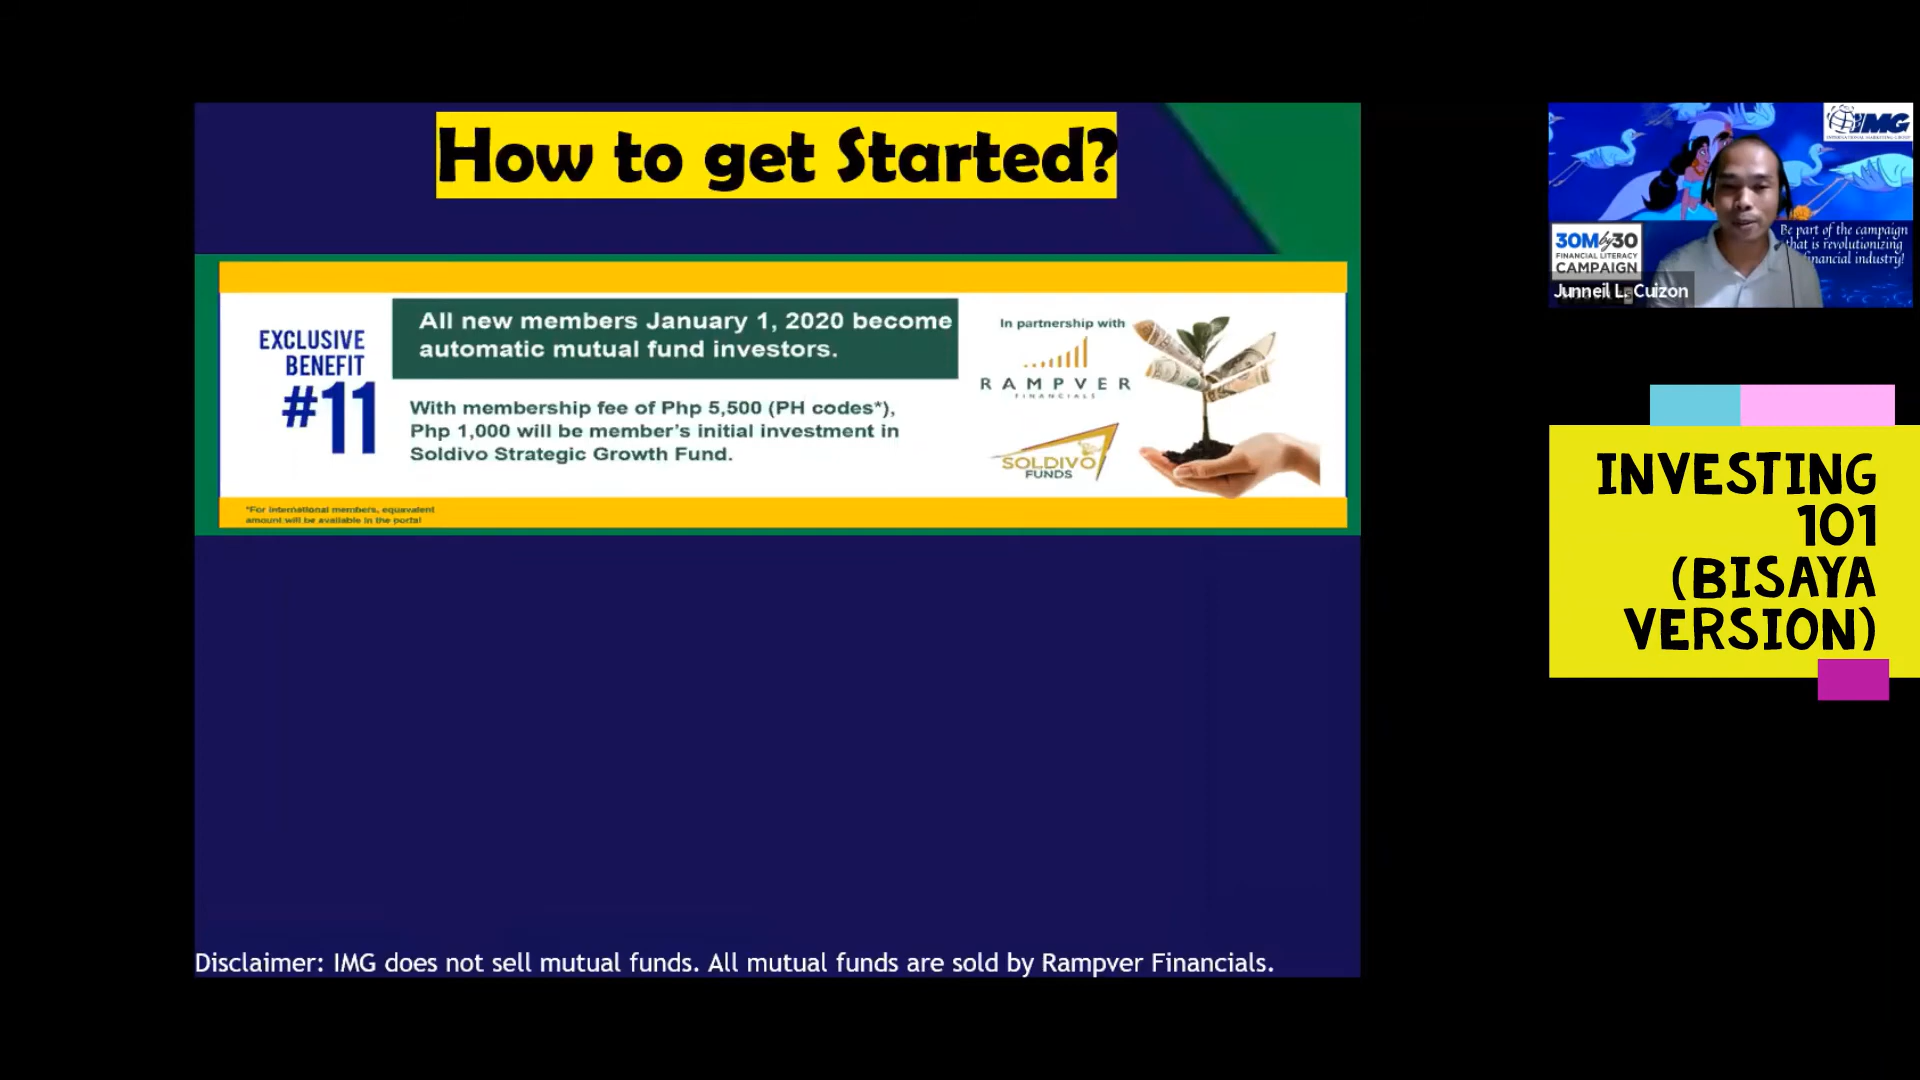 How to get Started?
EXCLUSIVE
BENEFIT
#11
All new members January 1, 2020 become
automatic mutual fund investors.
With membership fee of Php 5,500 (PH codes*),
Php 1,000 will be member's initial investment in
Soldivo Strategic Growth Fund.
In partnership with
RAMPVER
FINANCIALS
SOLDIVO
FUNDS
*For international members, equavalent
amount will be available in the portal
Disclaimer: IMG does not sell mutual funds. All mutual funds are sold by Rampver Financials.
IMG
INTERNATIONAL MARKETING GROUP
30M by 30
FINANCIAL LITERACY
CAMPAIGN
Be part of the campaign
that is revolutionizing
financial industry!
Junneil L. Cuizon
INVESTING
101
(BISAYA
VERSION)